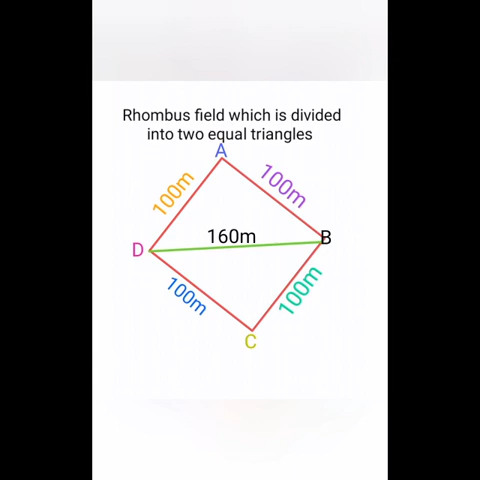 Rhombus field which is divided
into two equal triangles
A
100m
100m
160m
D
B
100m
100m
C